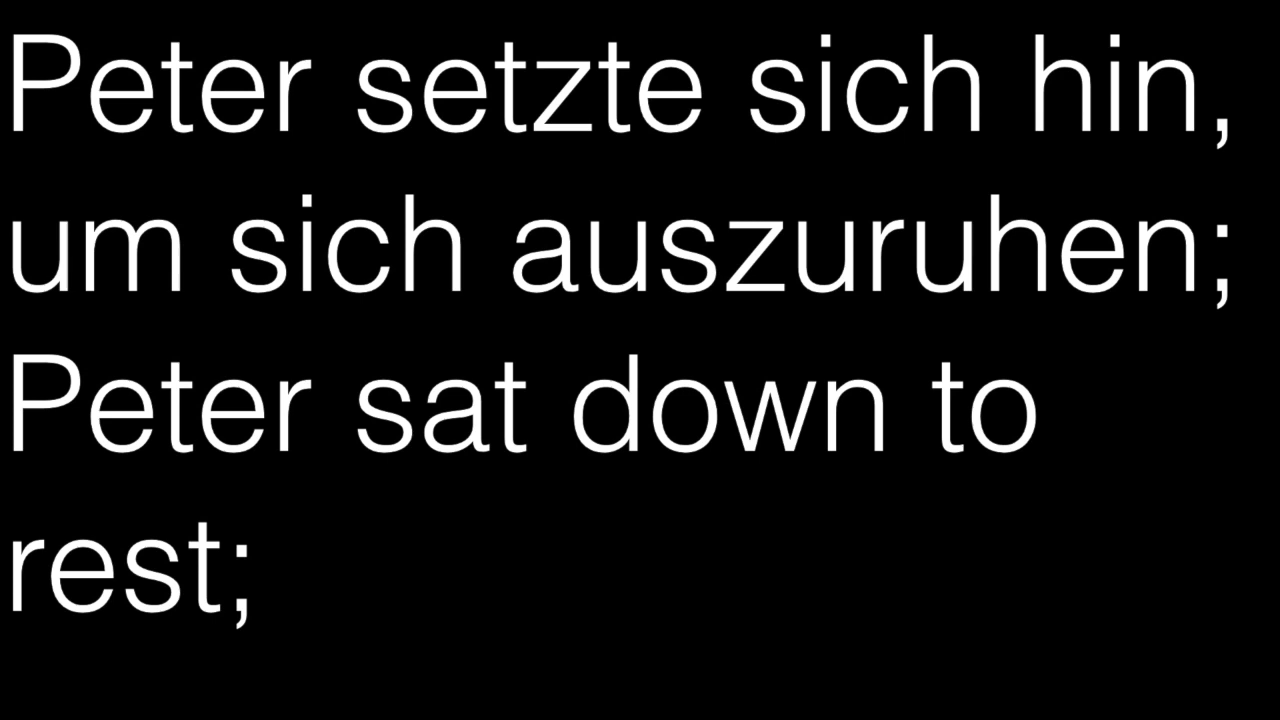 Peter setzte sich hin,
um sich auszuruhen;
Peter sat down to
rest;